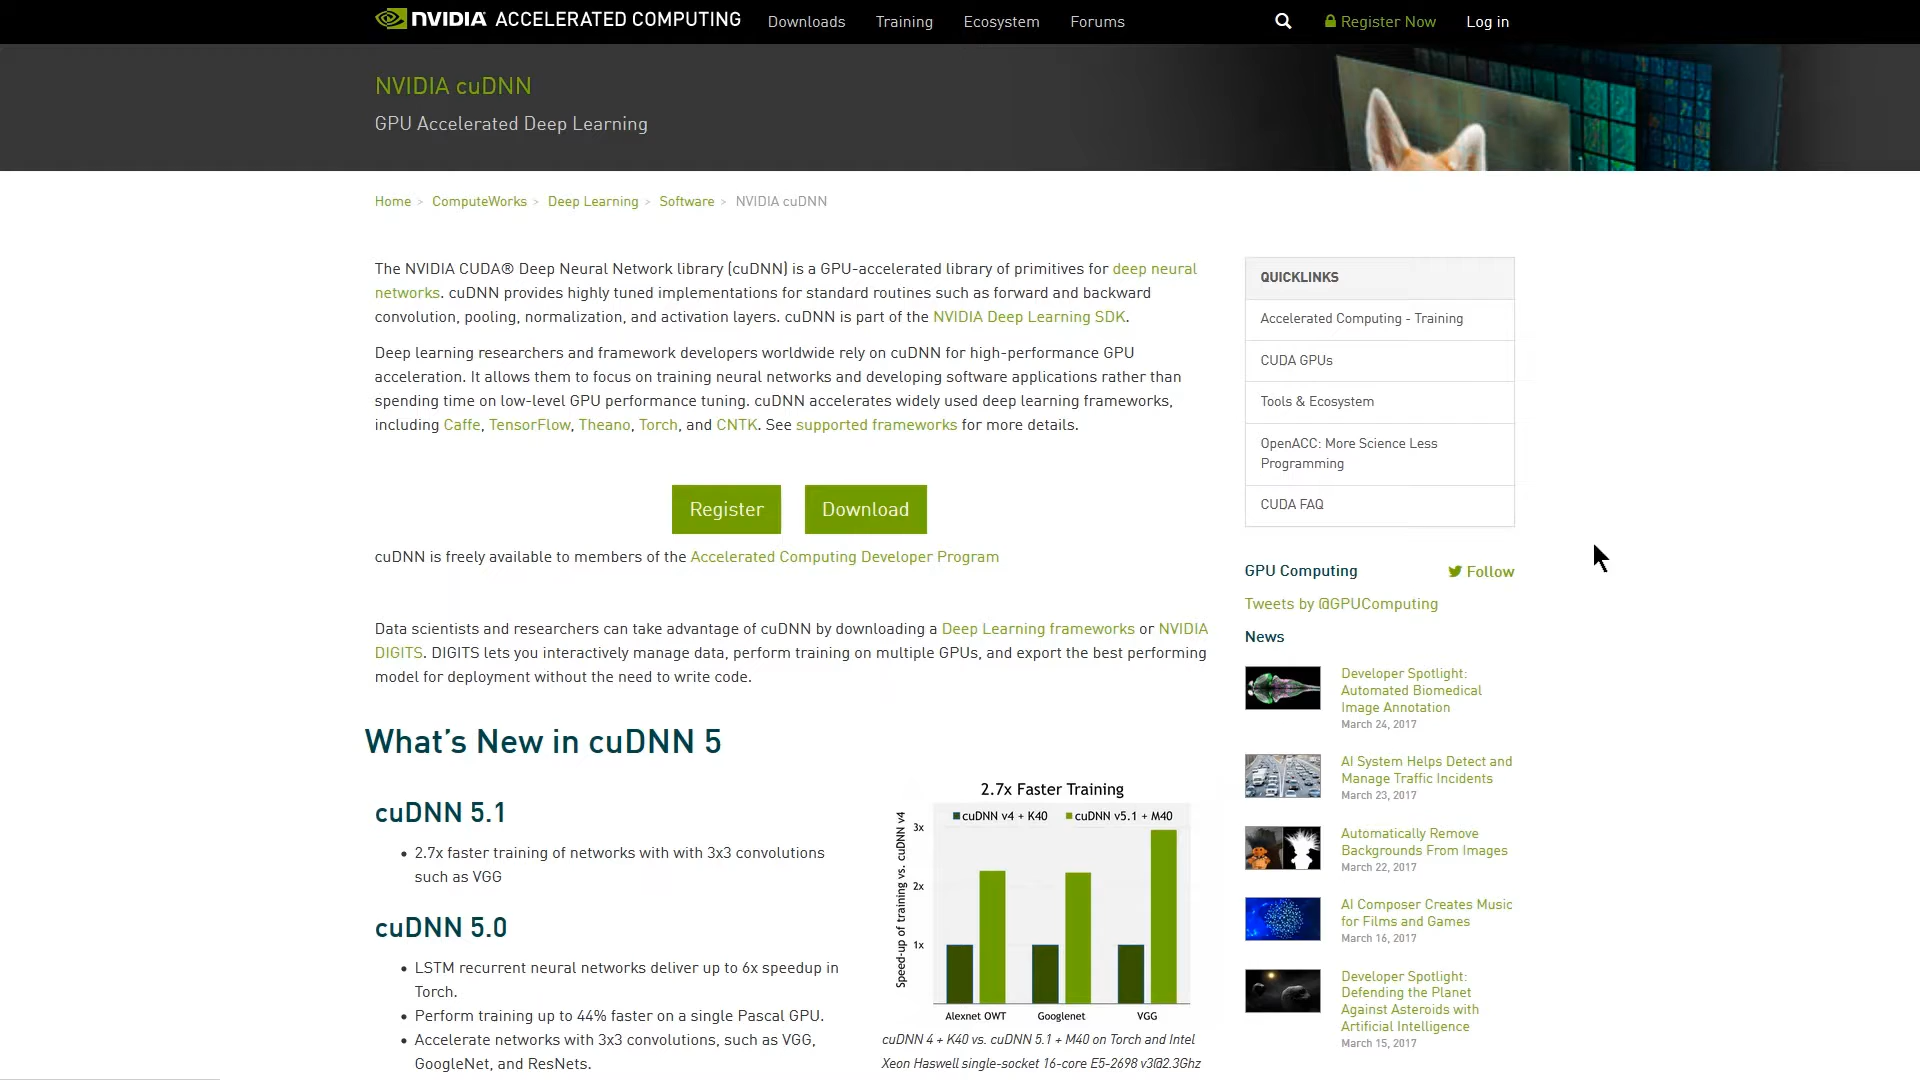 NVIDIA ACCELERATED COMPUTING Downloads Training Ecosystem Forums Register Now Log in
NVIDIA cuDNN
GPU Accelerated Deep Learning
Home > ComputeWorks > Deep Learning > Software > NVIDIA cuDNN
The NVIDIA CUDA® Deep Neural Network library (cuDNN) is a GPU-accelerated library of primitives for deep neural
networks. cuDNN provides highly tuned implementations for standard routines such as forward and backward
convolution, pooling, normalization, and activation layers. cuDNN is part of the NVIDIA Deep Learning SDK.
Deep learning researchers and framework developers worldwide rely on cuDNN for high-performance GPU
acceleration. It allows them to focus on training neural networks and developing software applications rather than
spending time on low-level GPU performance tuning. cuDNN accelerates widely used deep learning frameworks,
including Caffe, TensorFlow, Theano, Torch, and CNTK. See supported frameworks for more details.
Register Download
cuDNN is freely available to members of the Accelerated Computing Developer Program
Data scientists and researchers can take advantage of cuDNN by downloading a Deep Learning frameworks or NVIDIA
DIGITS. DIGITS lets you interactively manage data, perform training on multiple GPUs, and export the best performing
model for deployment without the need to write code.
What's New in cuDNN 5
cuDNN 5.1
• 2.7x faster training of networks with with 3x3 convolutions
such as VGG
cuDNN 5.0
• LSTM recurrent neural networks deliver up to 6x speedup in
Torch.
• Perform training up to 44% faster on a single Pascal GPU.
• Accelerate networks with 3x3 convolutions, such as VGG,
GoogleNet, and ResNets.
2.7x Faster Training
cuDNN v4 + K40 cuDNN v5.1 + M40
Speed-up of training vs. cuDNN v4
3x
2x
1x
Alexnet OWT Googlenet VGG
cuDNN 4 + K40 vs. cuDNN 5.1 + M40 on Torch and Intel
Xeon Haswell single-socket 16-core E5-2698 v3@2.3Ghz
QUICKLINKS
Accelerated Computing - Training
CUDA GPUs
Tools & Ecosystem
OpenACC: More Science Less
Programming
CUDA FAQ
GPU Computing Follow
Tweets by @GPUComputing
News
Developer Spotlight:
Automated Biomedical
Image Annotation
March 24, 2017
AI System Helps Detect and
Manage Traffic Incidents
March 23, 2017
Automatically Remove
Backgrounds From Images
March 22, 2017
AI Composer Creates Music
for Films and Games
March 16, 2017
Developer Spotlight:
Defending the Planet
Against Asteroids with
Artificial Intelligence
March 15, 2017